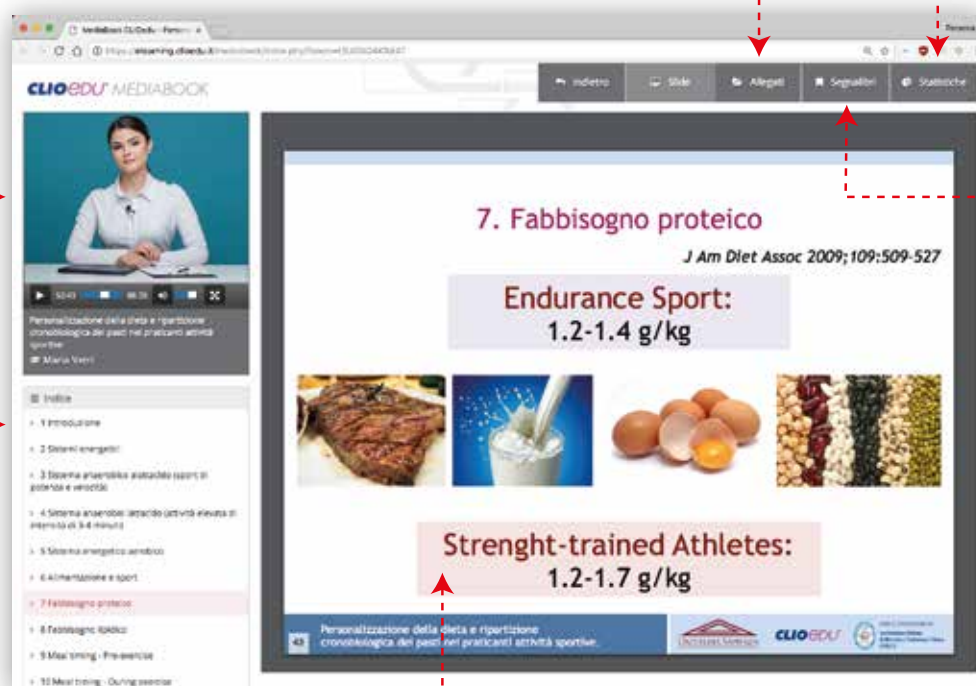 MediaBook CLIOedu - Person
Indietro
Slide
Allegati
Segnalibri
Statistiche
CLIOEDU MEDIABOOK
Personalizzazione della dieta e ripartizione
cronobiologica dei pasti nei praticanti attività
sportive
Indice
1 Introduzione
2 Sistemi energetici
3 Sistema anaerobico alattacido (sport di
potenza e velocità)
4 Sistema anaerobico lattacido (attività elevata di
intensità di 3-4 minuti)
5 Sistema energetico aerobico
6 Alimentazione e sport
7 Fabbisogno proteico
8 Fabbisogno lipidico
9 Meal timing - Pre-exercise
10 Meal timing - During exercise
7. Fabbisogno proteico
J Am Diet Assoc 2009;109:509-527
Endurance Sport:
1.2-1.4 g/kg
Strenght-trained Athletes:
1.2-1.7 g/kg
43
Personalizzazione della dieta e ripartizione
cronobiologica dei pasti nei praticanti attività sportive
CLIOEDU